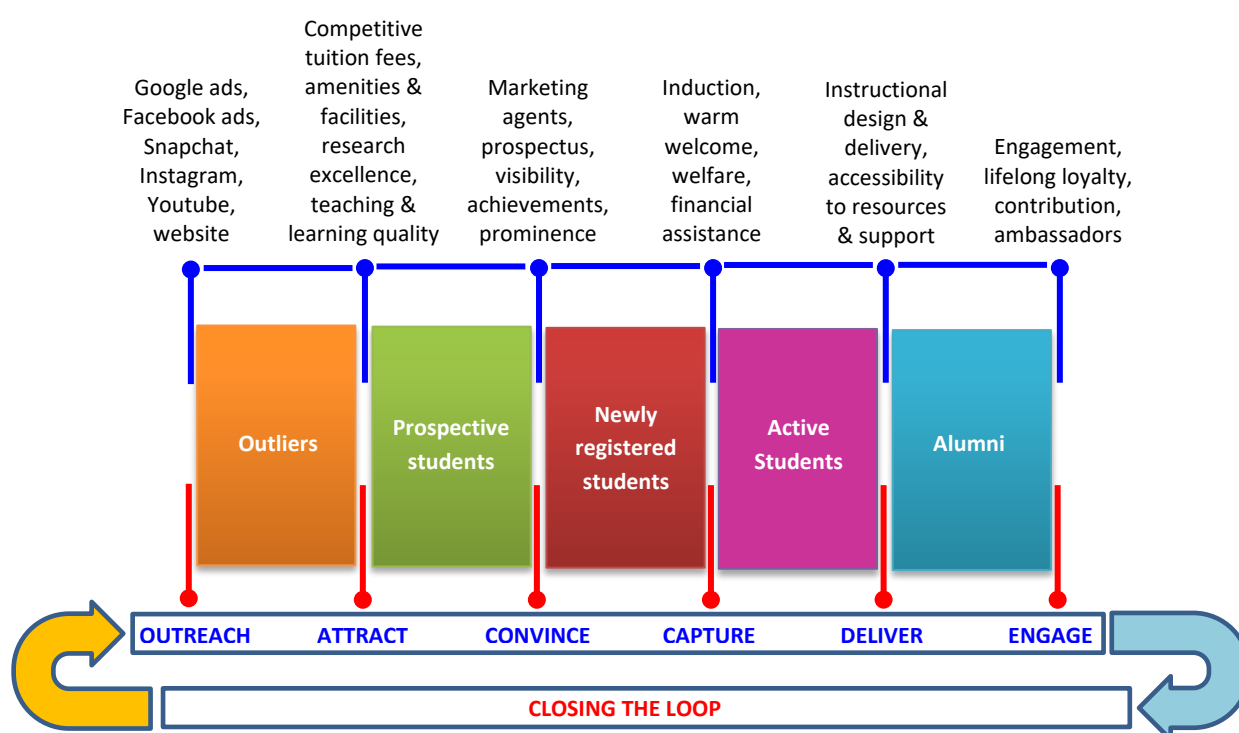 Google ads,
Facebook ads,
Snapchat,
Instagram,
Youtube,
website
Competitive
tuition fees,
amenities &
facilities,
research
excellence,
teaching &
learning quality
Marketing
agents,
prospectus,
visibility,
achievements,
prominence
Induction,
warm
welcome,
welfare,
financial
assistance
Instructional
design &
delivery,
accessibility
to resources
& support
Engagement,
lifelong loyalty,
contribution,
ambassadors
Outliers
Prospective
students
Newly
registered
students
Active
Students
Alumni
OUTREACH ATTRACT CONVINCE CAPTURE DELIVER ENGAGE
CLOSING THE LOOP